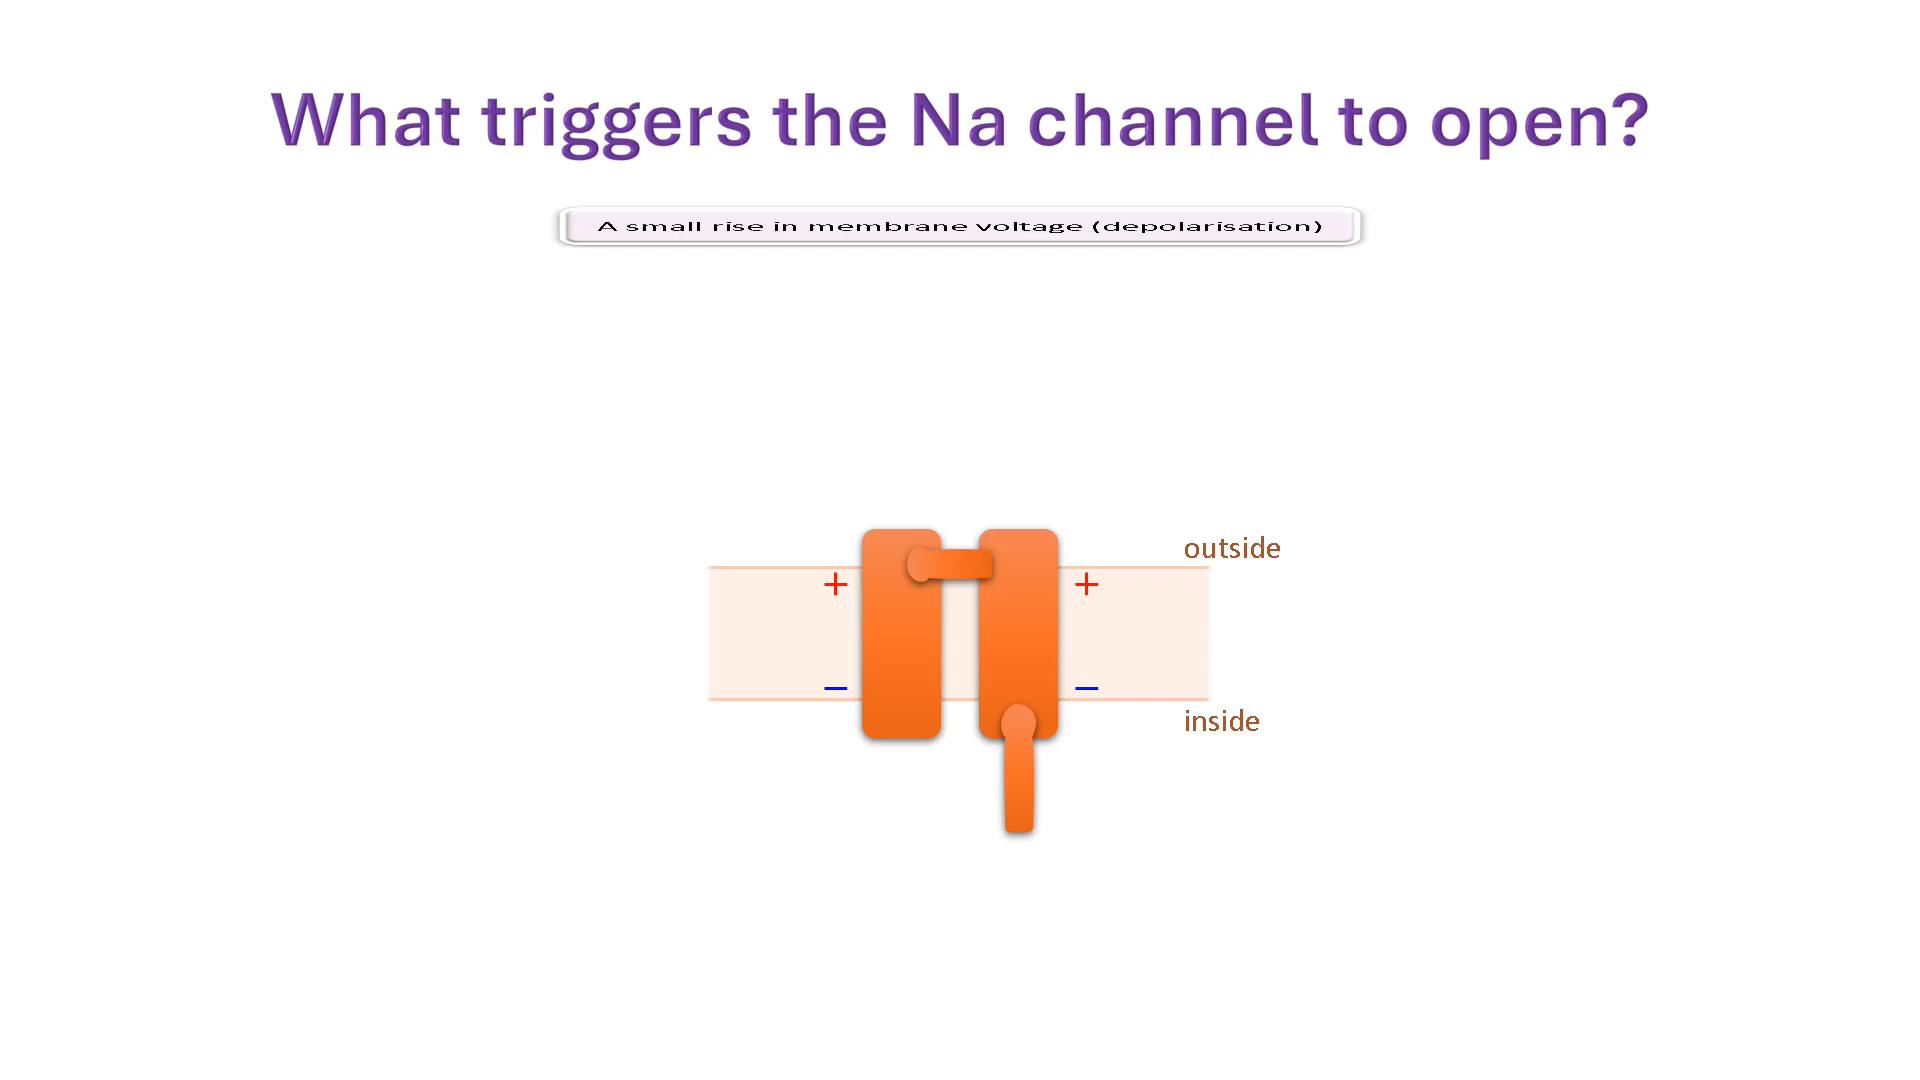 What triggers the Na channel to open?
A small rise in membrane voltage (depolarisation)
outside
+ +
– –
inside